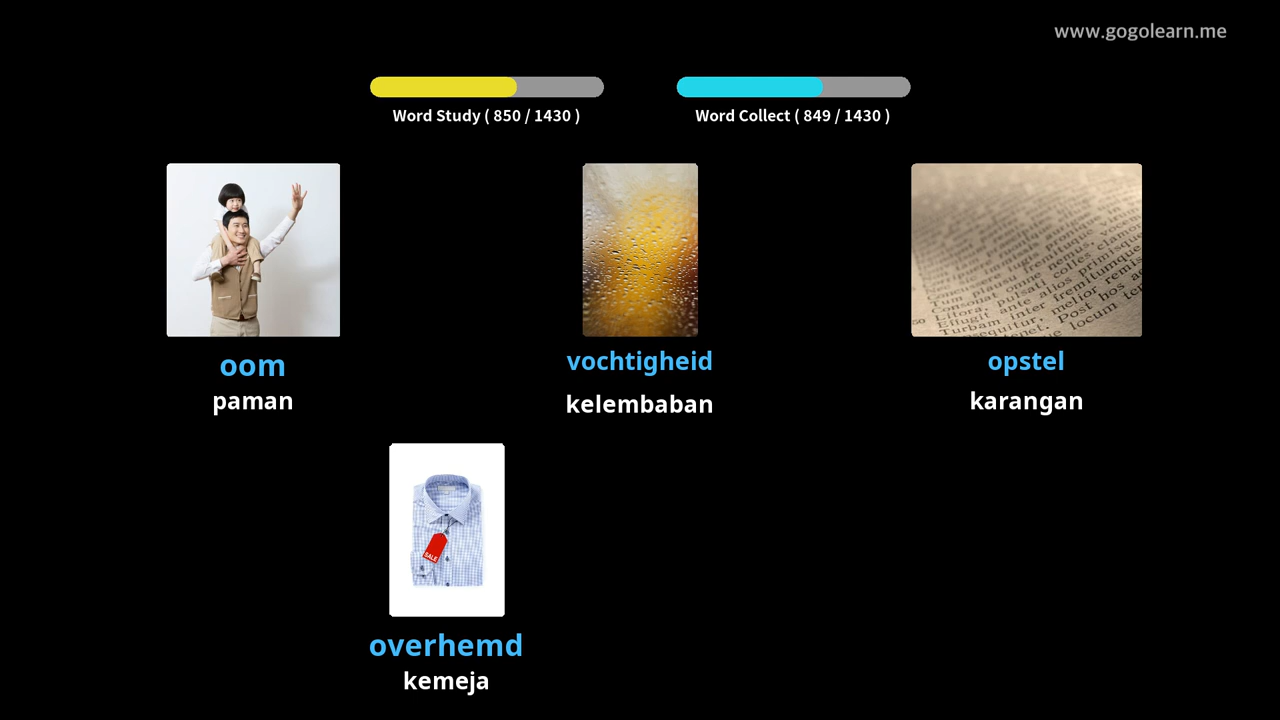 www.gogolearn.me
Word Study ( 850 / 1430 )
Word Collect ( 849 / 1430 )
oom
paman
vochtigheid
kelembaban
opstel
karangan
SALE
overhemd
kemeja